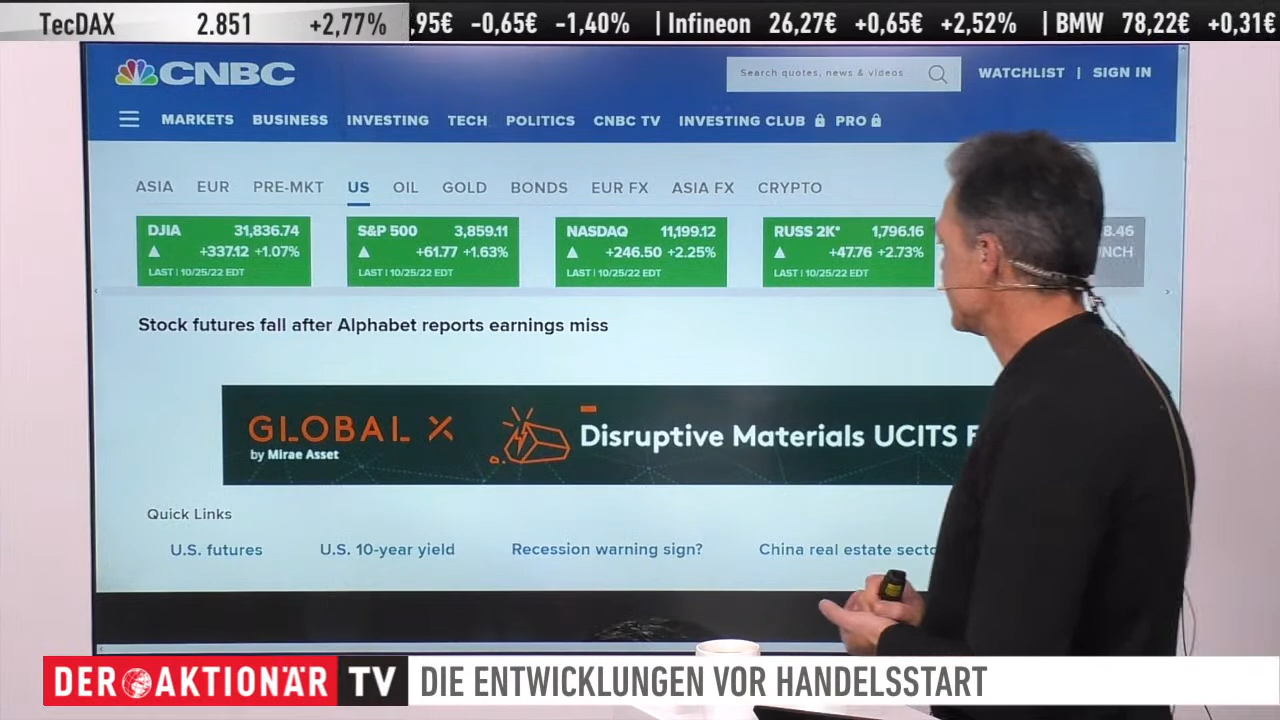 TecDAX 2.851 +2,77% ,95€ -0,65€ -1,40% | Infineon 26,27€ +0,65€ +2,52% | BMW 78,22€ +0,31€
CNBC
Search quotes, news & videos
WATCHLIST | SIGN IN
MARKETS BUSINESS INVESTING TECH POLITICS CNBC TV INVESTING CLUB PRO
ASIA EUR PRE-MKT US OIL GOLD BONDS EUR FX ASIA FX CRYPTO
DJIA 31,836.74
+337.12 +1.07%
LAST | 10/25/22 EDT
S&P 500 3,859.11
+61.77 +1.63%
LAST | 10/25/22 EDT
NASDAQ 11,199.12
+246.50 +2.25%
LAST | 10/25/22 EDT
RUSS 2K* 1,796.16
+47.76 +2.73%
LAST | 10/25/22 EDT
8.46
NCH
Stock futures fall after Alphabet reports earnings miss
GLOBAL X
by Mirae Asset
Disruptive Materials UCITS
Quick Links
U.S. futures U.S. 10-year yield Recession warning sign? China real estate secto
DER AKTIONÄR TV DIE ENTWICKLUNGEN VOR HANDELSSTART